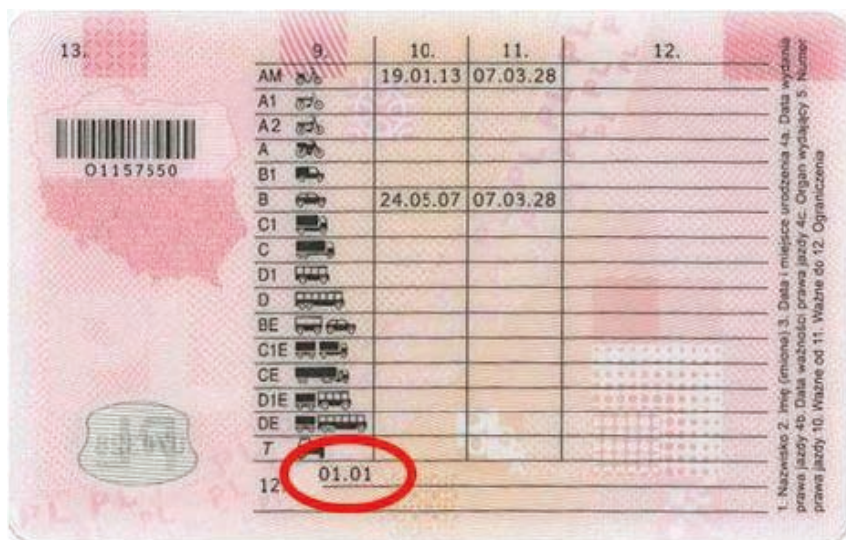 13. 9. 10. 11. 12.
AM 19.01.13 07.03.28
A1
A2
A
B1
B 24.05.07 07.03.28
C1
C
D1
D
BE
C1E
CE
D1E
DE
T
12. 01.01
O1157550
1. Nazwisko 2. Imię (imiona) 3. Data i miejsce urodzenia 4a. Data wydania
prawa jazdy 4b. Data ważności prawa jazdy 4c. Organ wydający 5. Numer
prawa jazdy 10. Ważne od 11. Ważne do 12. Ograniczenia